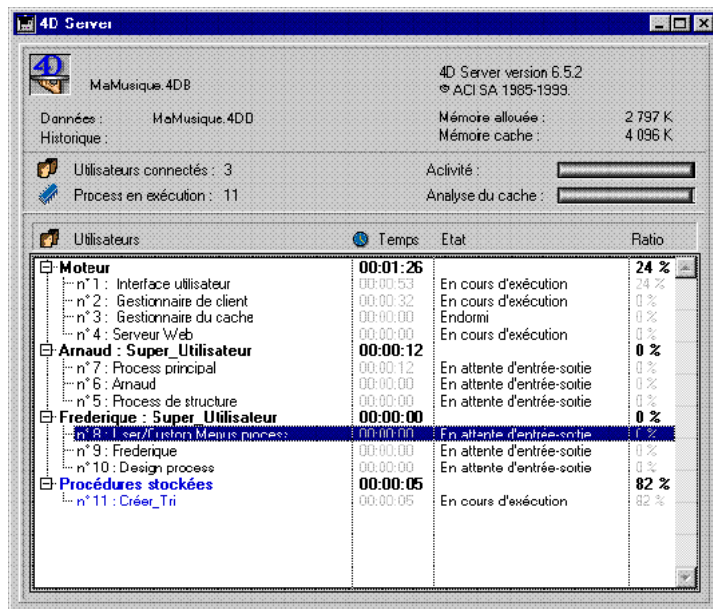 4D Server
4D
MaMusique.4DB
4D Server version 6.5.2
© ACI SA 1985-1999.
Données : MaMusique.4DD
Mémoire allouée : 2 797 K
Historique :
Mémoire cache : 4 096 K
Utilisateurs connectés : 3
Activité :
Process en exécution : 11
Analyse du cache :
Utilisateurs Temps Etat Ratio
Moteur 00:01:26 24 %
n°1 : Interface utilisateur 00:00:53 En cours d'exécution 24 %
n°2 : Gestionnaire de client 00:00:32 En cours d'exécution 0 %
n°3 : Gestionnaire du cache 00:00:00 Endormi 0 %
n°4 : Serveur Web 00:00:00 En cours d'exécution 0 %
Arnaud : Super_Utilisateur 00:00:12 0 %
n°7 : Process principal 00:00:12 En attente d'entrée-sotie 0 %
n°6 : Arnaud 00:00:00 En attente d'entrée-sotie 0 %
n°5 : Process de structure 00:00:00 En attente d'entrée-sotie 0 %
Frederique : Super_Utilisateur 00:00:00 0 %
n°8 : User/Custom Menus process 00:00:00 En attente d'entrée-sotie 0 %
n°9 : Frederique 00:00:00 En attente d'entrée-sotie 0 %
n°10 : Design process 00:00:00 En attente d'entrée-sotie 0 %
Procédures stockées 00:00:05 82 %
n°11 : Créer_Tri 00:00:05 En cours d'exécution 82 %